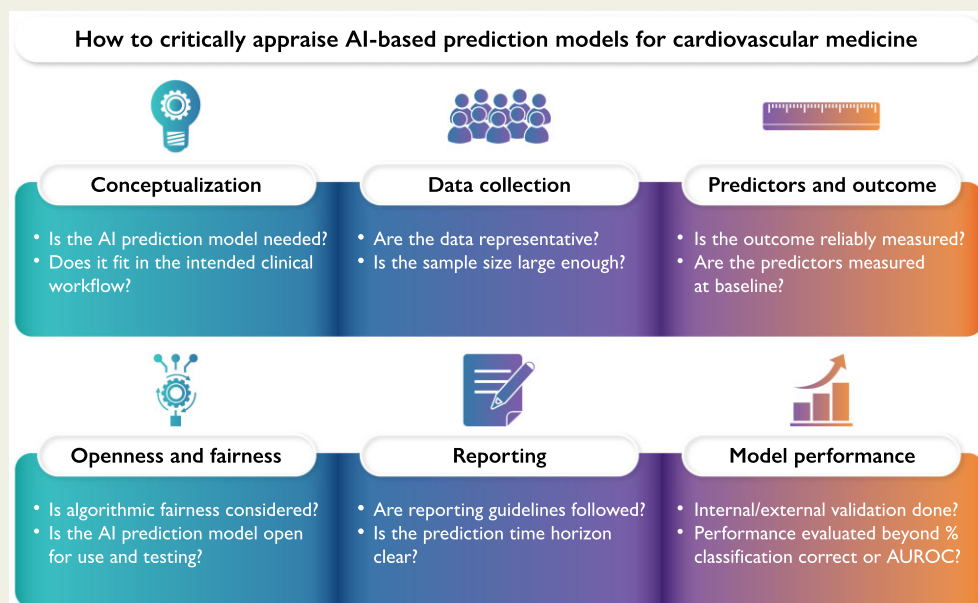 How to critically appraise AI-based prediction models for cardiovascular medicine
Conceptualization
• Is the AI prediction model needed?
• Does it fit in the intended clinical
workflow?
Data collection
• Are the data representative?
• Is the sample size large enough?
Predictors and outcome
• Is the outcome reliably measured?
• Are the predictors measured
at baseline?
Openness and fairness
• Is algorithmic fairness considered?
• Is the AI prediction model open
for use and testing?
Reporting
• Are reporting guidelines followed?
• Is the prediction time horizon
clear?
Model performance
• Internal/external validation done?
• Performance evaluated beyond %
classification correct or AUROC?